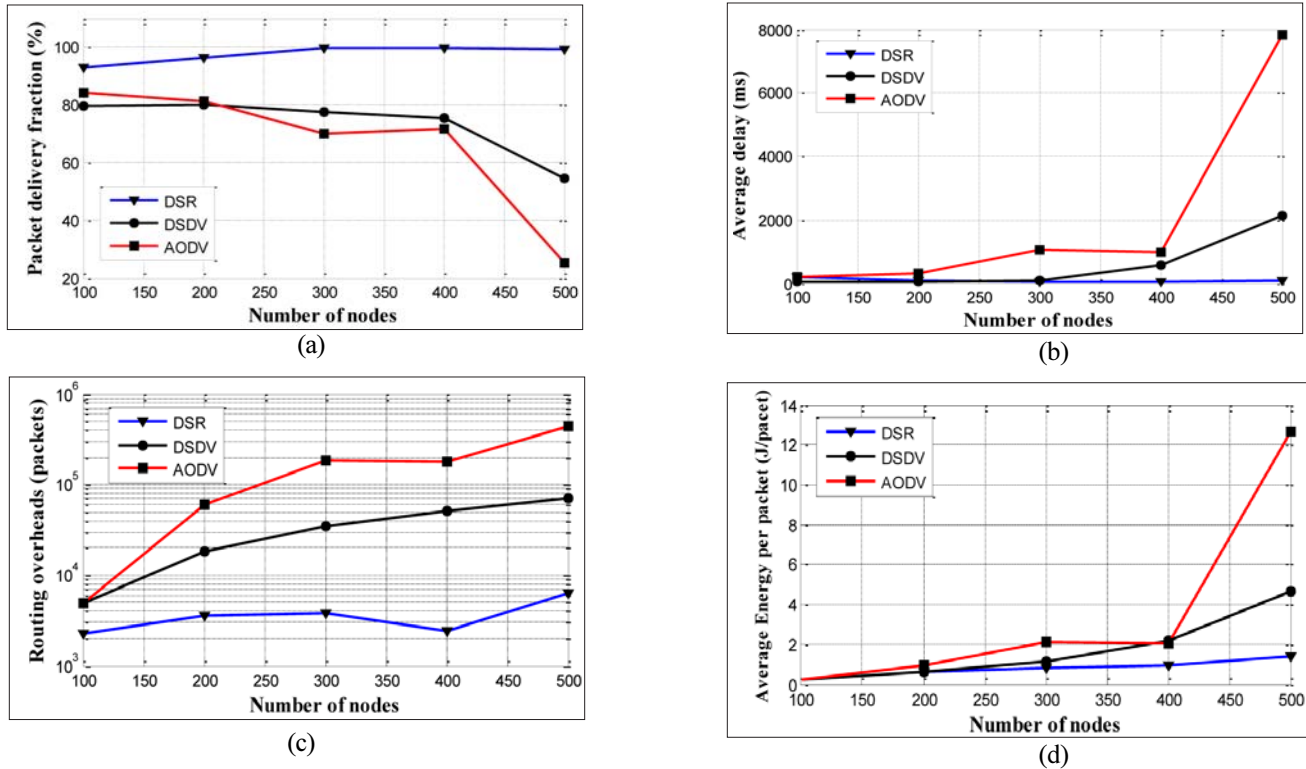 Packet delivery fraction (%)
100
80
60
40
20
DSR
DSDV
AODV
100 150 200 250 300 350 400 450 500
Number of nodes
(a)
Average delay (ms)
8000
6000
4000
2000
0
DSR
DSDV
AODV
100 150 200 250 300 350 400 450 500
Number of nodes
(b)
Routing overheads (packets)
10^6
10^5
10^4
10^3
DSR
DSDV
AODV
100 150 200 250 300 350 400 450 500
Number of nodes
(c)
Average Energy per packet (J/pacet)
14
12
10
8
6
4
2
0
DSR
DSDV
AODV
100 150 200 250 300 350 400 450 500
Number of nodes
(d)